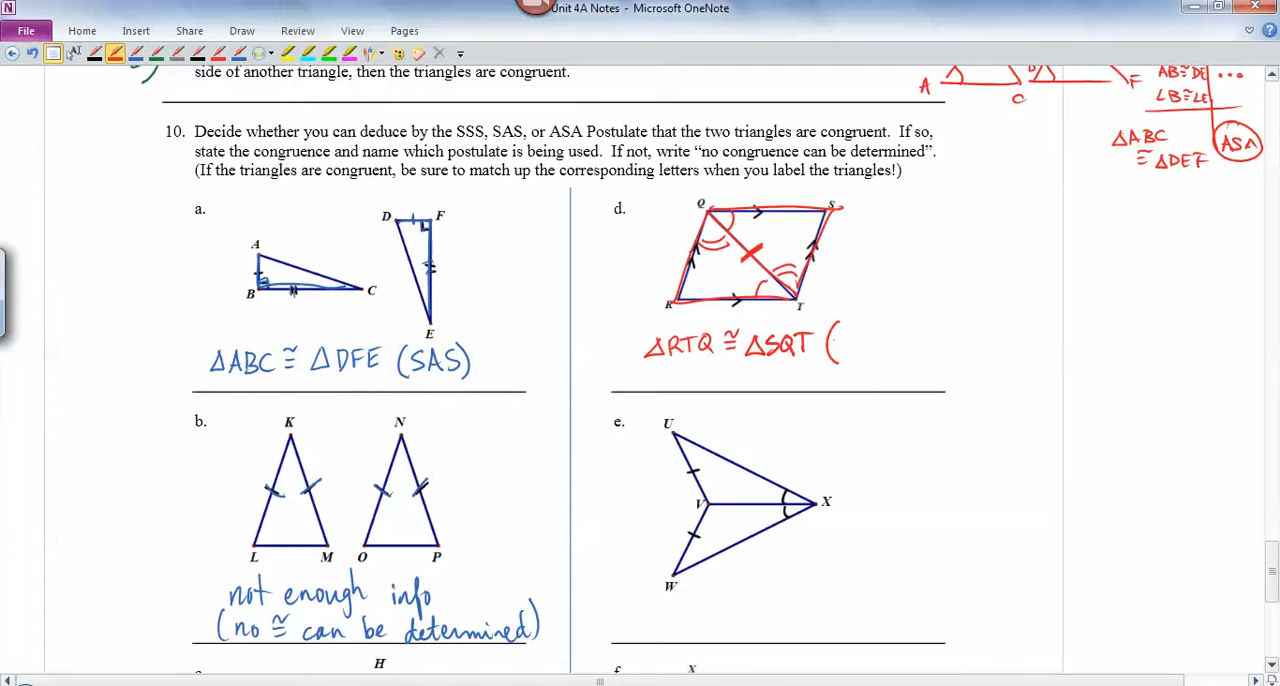 Unit 4A Notes - Microsoft OneNote
File Home Insert Share Draw Review View Pages
side of another triangle, then the triangles are congruent.
A C D F
AB≅DE ...
∠B≅∠E
△ABC
≅△DEF
ASA
10. Decide whether you can deduce by the SSS, SAS, or ASA Postulate that the two triangles are congruent. If so,
state the congruence and name which postulate is being used. If not, write “no congruence can be determined”.
(If the triangles are congruent, be sure to match up the corresponding letters when you label the triangles!)
a.
D F
A
B C
E
△ABC ≅ △DFE (SAS)
b.
K N
L M O P
not enough info
(no ≅ can be determined)
H
d.
Q S
R T
△RTQ ≅ △SQT (
e.
U
V X
W
f.
X